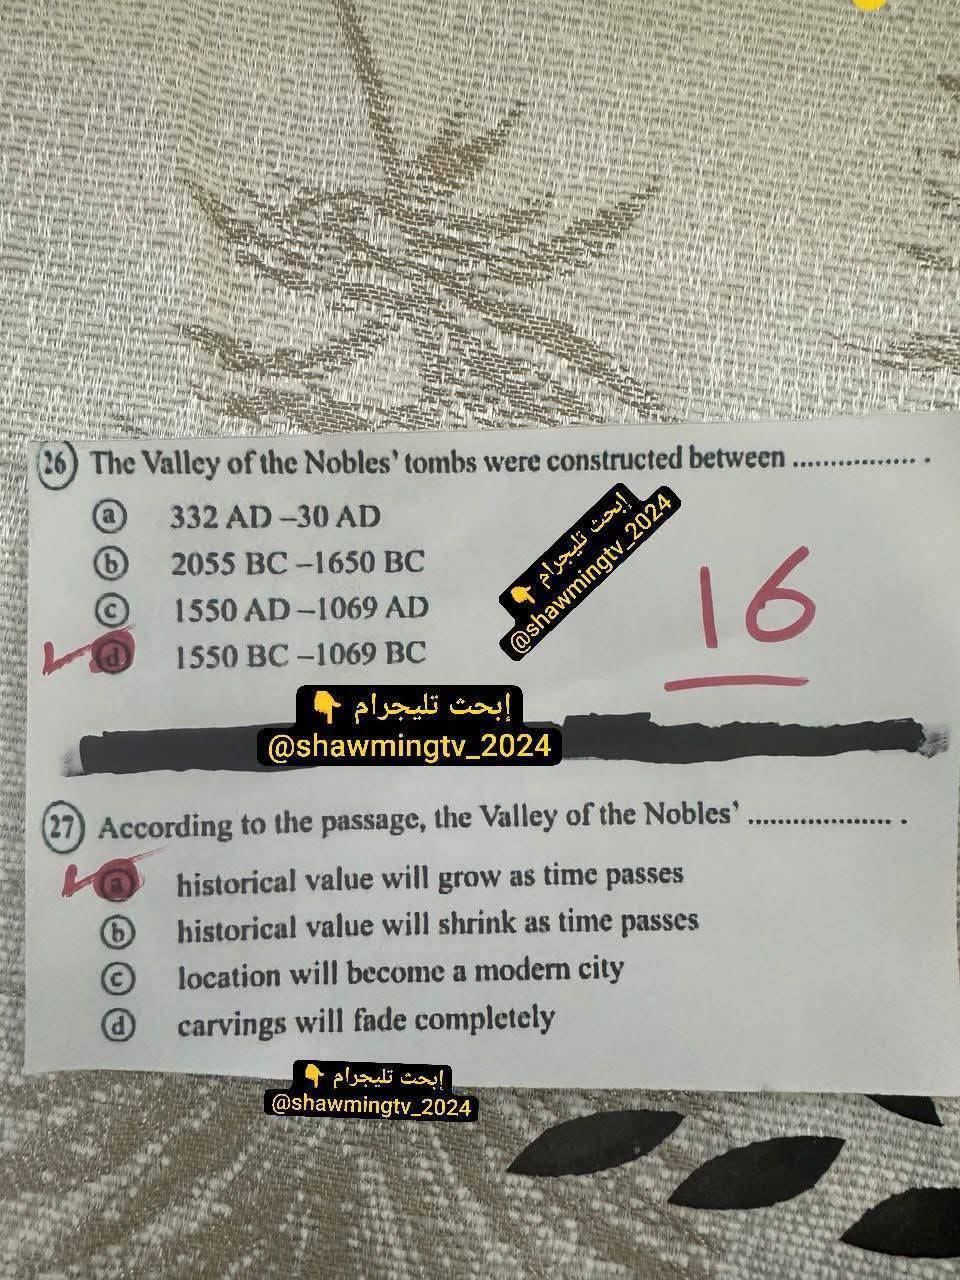 26 The Valley of the Nobles’ tombs were constructed between ................ .
a 332 AD –30 AD
b 2055 BC –1650 BC
c 1550 AD –1069 AD
d 1550 BC –1069 BC
إبحث تليجرام 👇
@shawmingtv_2024
16
إبحث تليجرام 👇
@shawmingtv_2024
27 According to the passage, the Valley of the Nobles’ ................... .
a historical value will grow as time passes
b historical value will shrink as time passes
c location will become a modern city
d carvings will fade completely
إبحث تليجرام 👇
@shawmingtv_2024